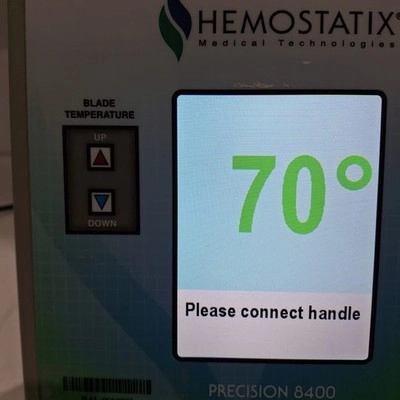 HEMOSTATIX®
Medical Technologies
BLADE
TEMPERATURE
UP
DOWN
70°
Please connect handle
PRECISION 8400